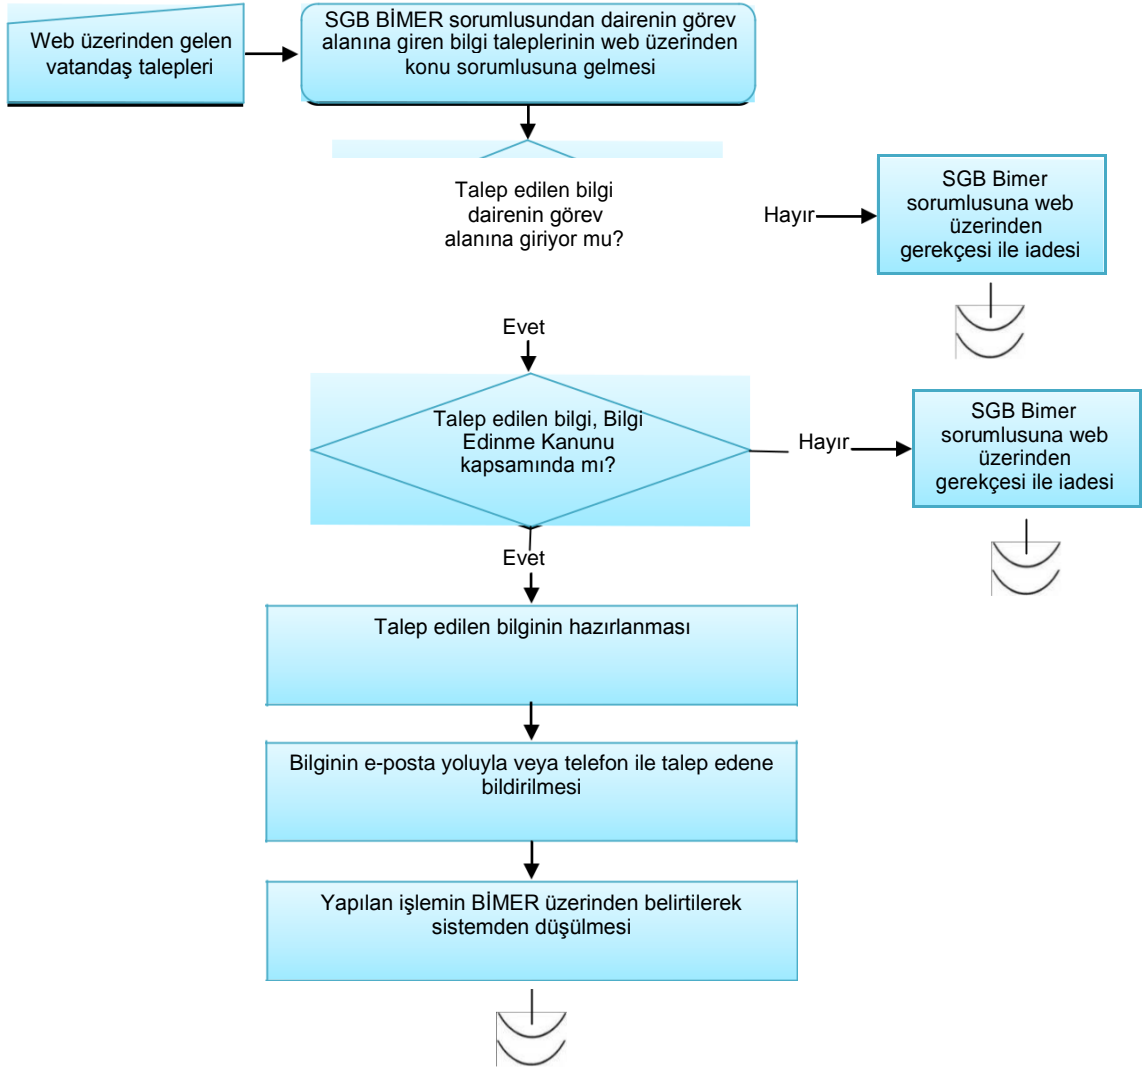 Web üzerinden gelen
vatandaş talepleri
SGB BİMER sorumlusundan dairenin görev
alanına giren bilgi taleplerinin web üzerinden
konu sorumlusuna gelmesi
Talep edilen bilgi
dairenin görev
alanına giriyor mu?
Hayır
SGB Bimer
sorumlusuna web
üzerinden
gerekçesi ile iadesi
Evet
Talep edilen bilgi, Bilgi
Edinme Kanunu
kapsamında mı?
Hayır
SGB Bimer
sorumlusuna web
üzerinden
gerekçesi ile iadesi
Evet
Talep edilen bilginin hazırlanması
Bilginin e-posta yoluyla veya telefon ile talep edene
bildirilmesi
Yapılan işlemin BİMER üzerinden belirtilerek
sistemden düşülmesi